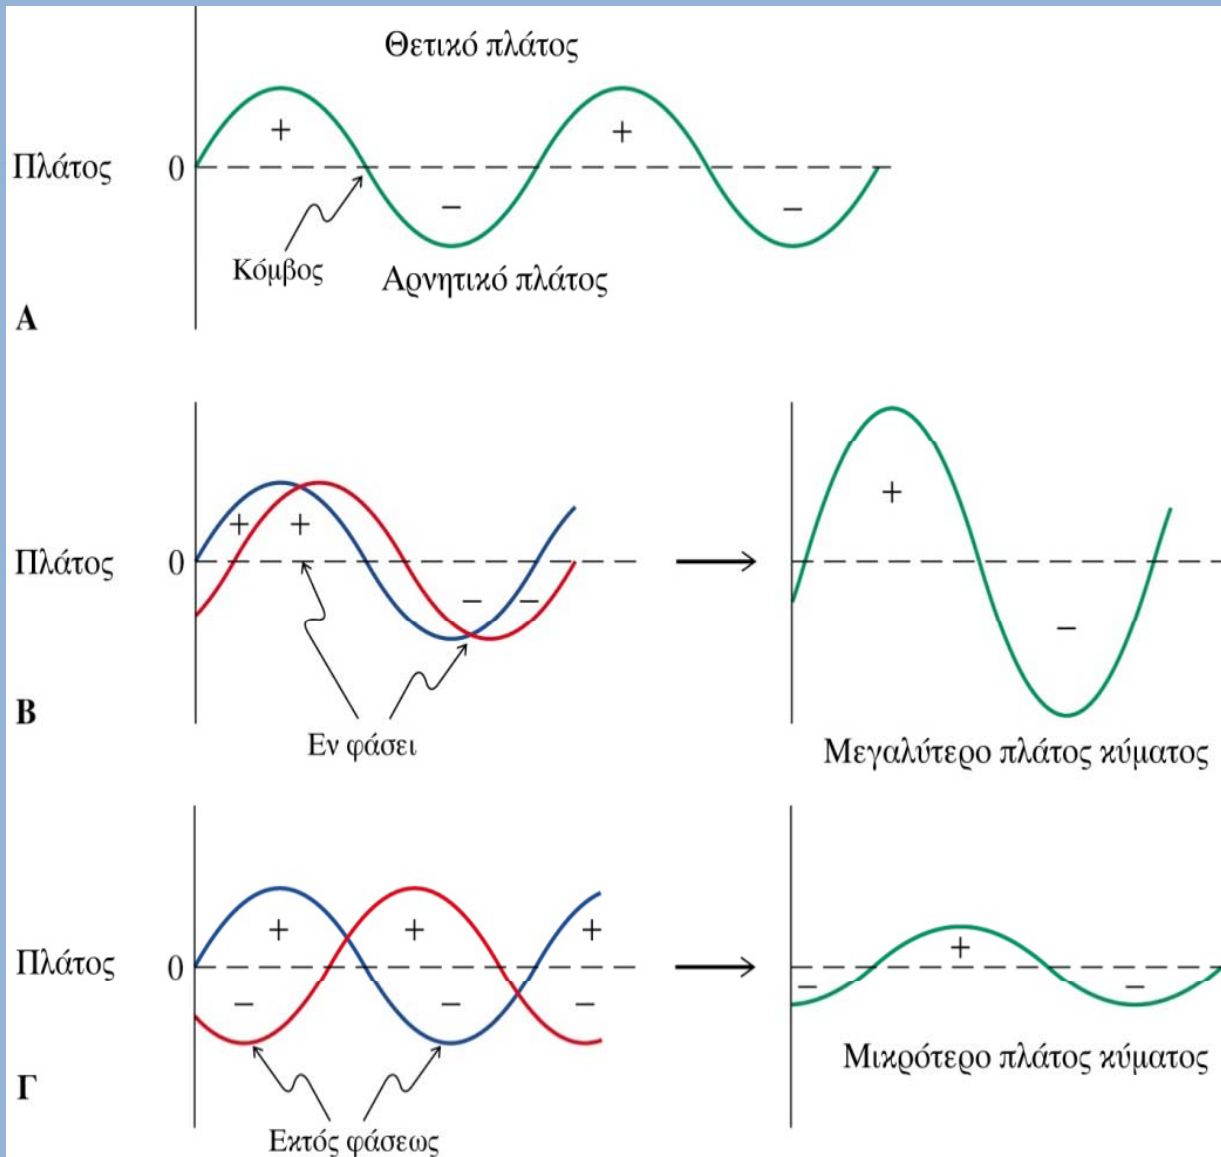 Θετικό πλάτος
+ +
Πλάτος 0
− −
Κόμβος
Αρνητικό πλάτος
Α
+ + +
Πλάτος 0
− − −
Β
Εν φάσει
Μεγαλύτερο πλάτος κύματος
+ + + +
Πλάτος 0
− − − − −
Μικρότερο πλάτος κύματος
Γ
Εκτός φάσεως